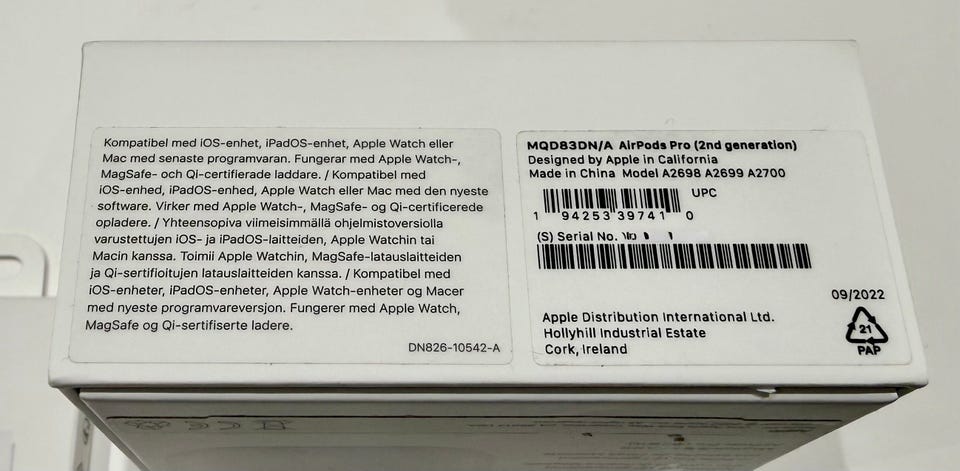 Kompatibel med iOS-enhet, iPadOS-enhet, Apple Watch eller
Mac med senaste programvaran. Fungerar med Apple Watch-,
MagSafe- och Qi-certifierade laddare. / Kompatibel med
iOS-enhed, iPadOS-enhed, Apple Watch eller Mac med den nyeste
software. Virker med Apple Watch-, MagSafe- og Qi-certificerede
opladere. / Yhteensopiva viimeisimmällä ohjelmistoversiolla
varustettujen iOS- ja iPadOS-laitteiden, Apple Watchin tai
Macin kanssa. Toimii Apple Watchin, MagSafe-latauslaitteiden
ja Qi-sertifioitujen latauslaitteiden kanssa. / Kompatibel med
iOS-enheter, iPadOS-enheter, Apple Watch-enheter og Macer
med nyeste programvareversjon. Fungerer med Apple Watch,
MagSafe og Qi-sertifiserte ladere.
DN826-10542-A
MQD83DN/A AirPods Pro (2nd generation)
Designed by Apple in California
Made in China Model A2698 A2699 A2700
UPC
1 94253 39741 0
(S) Serial No.
09/2022
Apple Distribution International Ltd.
Hollyhill Industrial Estate
Cork, Ireland
21
PAP